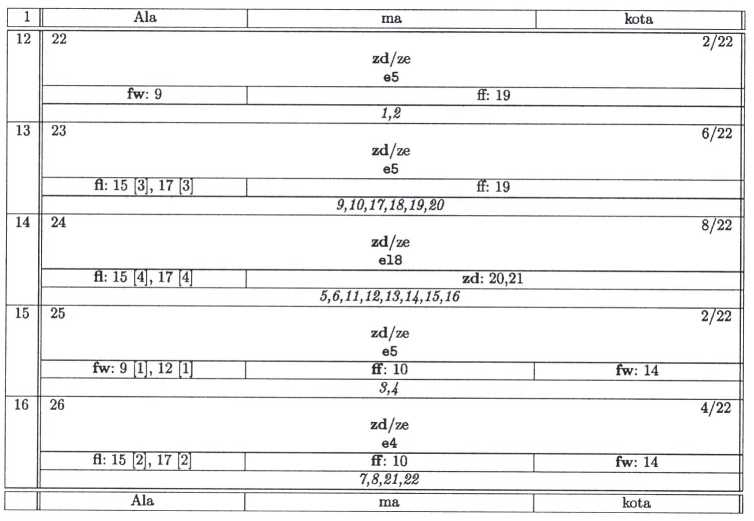 1 Ala ma kota
12 22 2/22
zd/ze
e5
fw: 9 ff: 19
1,2
13 23 6/22
zd/ze
e5
fl: 15 [3], 17 [3] ff: 19
9,10,17,18,19,20
14 24 8/22
zd/ze
el8
fl: 15 [4], 17 [4] zd: 20,21
5,6,11,12,13,14,15,16
15 25 2/22
zd/ze
e5
fw: 9 [1], 12 [1] ff: 10 fw: 14
3,4
16 26 4/22
zd/ze
e4
fl: 15 [2], 17 [2] ff: 10 fw: 14
7,8,21,22
Ala ma kota